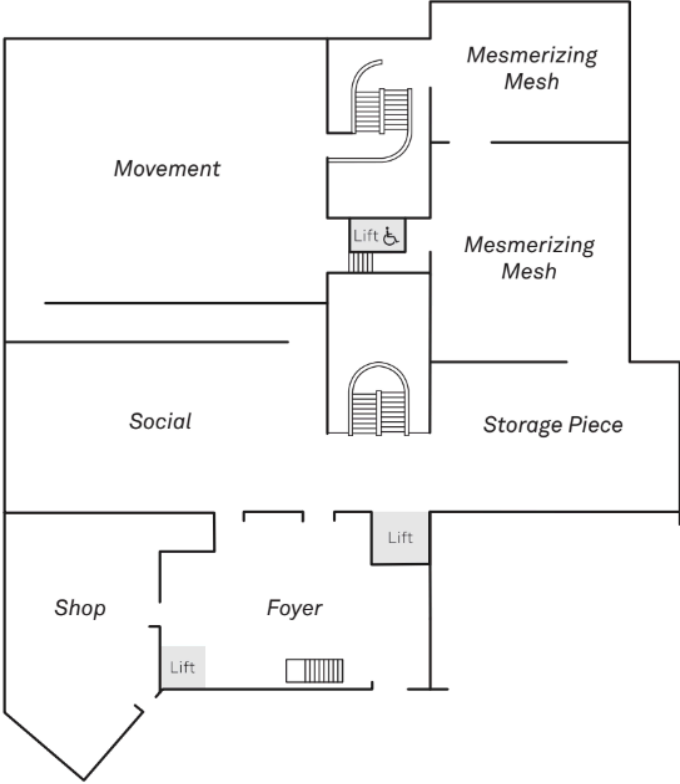 Mesmerizing
Mesh
Movement
Lift
Mesmerizing
Mesh
Social
Storage Piece
Lift
Shop
Foyer
Lift